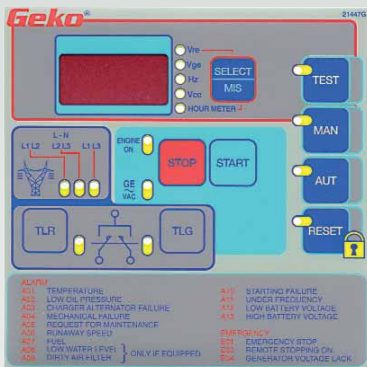 Geko®
21447G
Vre
Vge
Hz
Vcc
HOUR METER
SELECT
MIS
TEST
MAN
AUT
RESET
L - N
L1 L2 L2 L3 L1 L3
ENGINE
ON
GE
~
VAC
STOP
START
TLR
TLG
ALARM
A01 TEMPERATURE
A02 LOW OIL PRESSURE
A03 CHARGER ALTERNATOR FAILURE
A04 MECHANICAL FAILURE
A05 REQUEST FOR MAINTENANCE
A06 RUNAWAY SPEED
A07 FUEL
A08 LOW WATER LEVEL
A09 DIRTY AIR FILTER
ONLY IF EQUIPPED
A10 STARTING FAILURE
A11 UNDER FREQUENCY
A12 LOW BATTERY VOLTAGE
A13 HIGH BATTERY VOLTAGE
EMERGENCY
E01 EMERGENCY STOP
REMOTE STOPPING ON
E04 GENERATOR VOLTAGE LACK